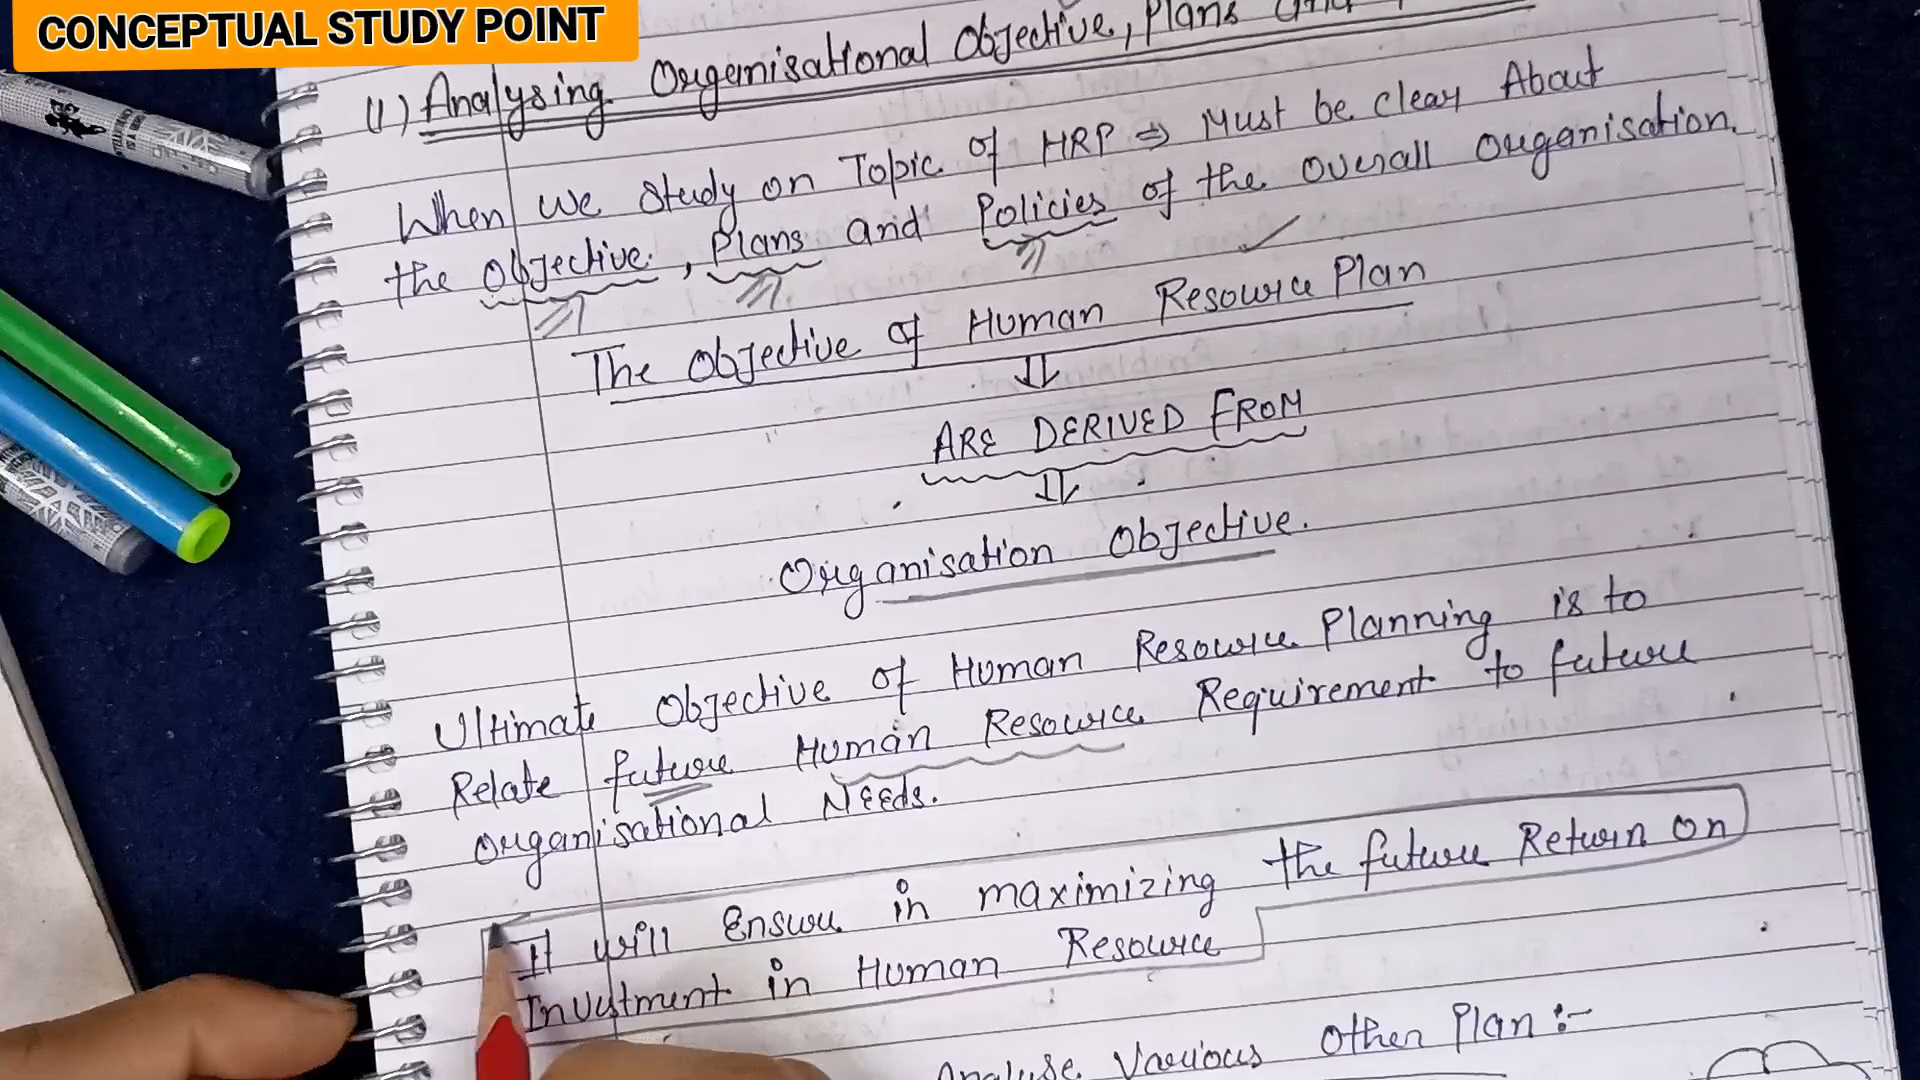 CONCEPTUAL STUDY POINT
(1) Analysing Organisational Objective, Plans and
When we study on Topic of HRP ⇒ Must be clear About
the Objective, Plans and Policies of the overall organisation.
The Objective of Human Resource Plan
ARE DERIVED FROM
Organisation Objective.
Ultimate Objective of Human Resource Planning is to
Relate future Human Resource Requirement to future
organisational NEEds.
It will Ensure in maximizing the future Return on
Investment in Human Resource
Analyse Various Other Plan :-